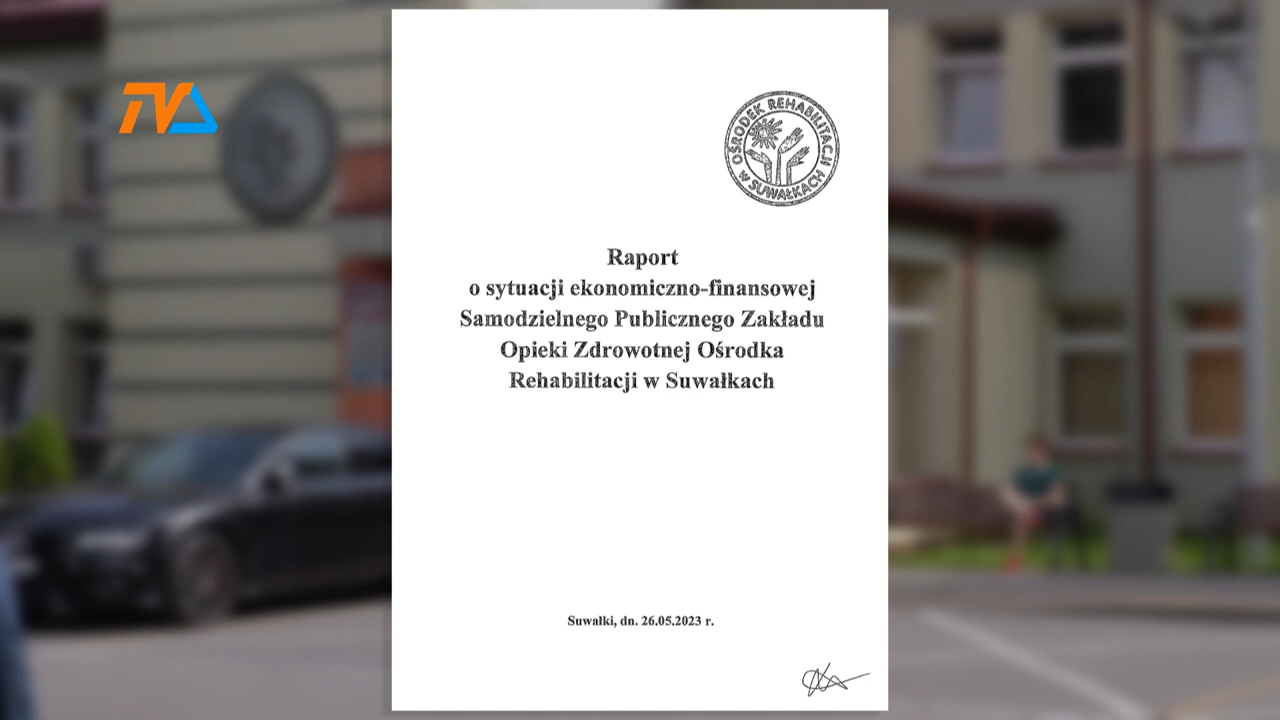 TVA
OŚRODEK REHABILITACJI
W SUWAŁKACH
Raport
o sytuacji ekonomiczno-finansowej
Samodzielnego Publicznego Zakładu
Opieki Zdrowotnej Ośrodka
Rehabilitacji w Suwałkach
Suwałki, dn. 26.05.2023 r.